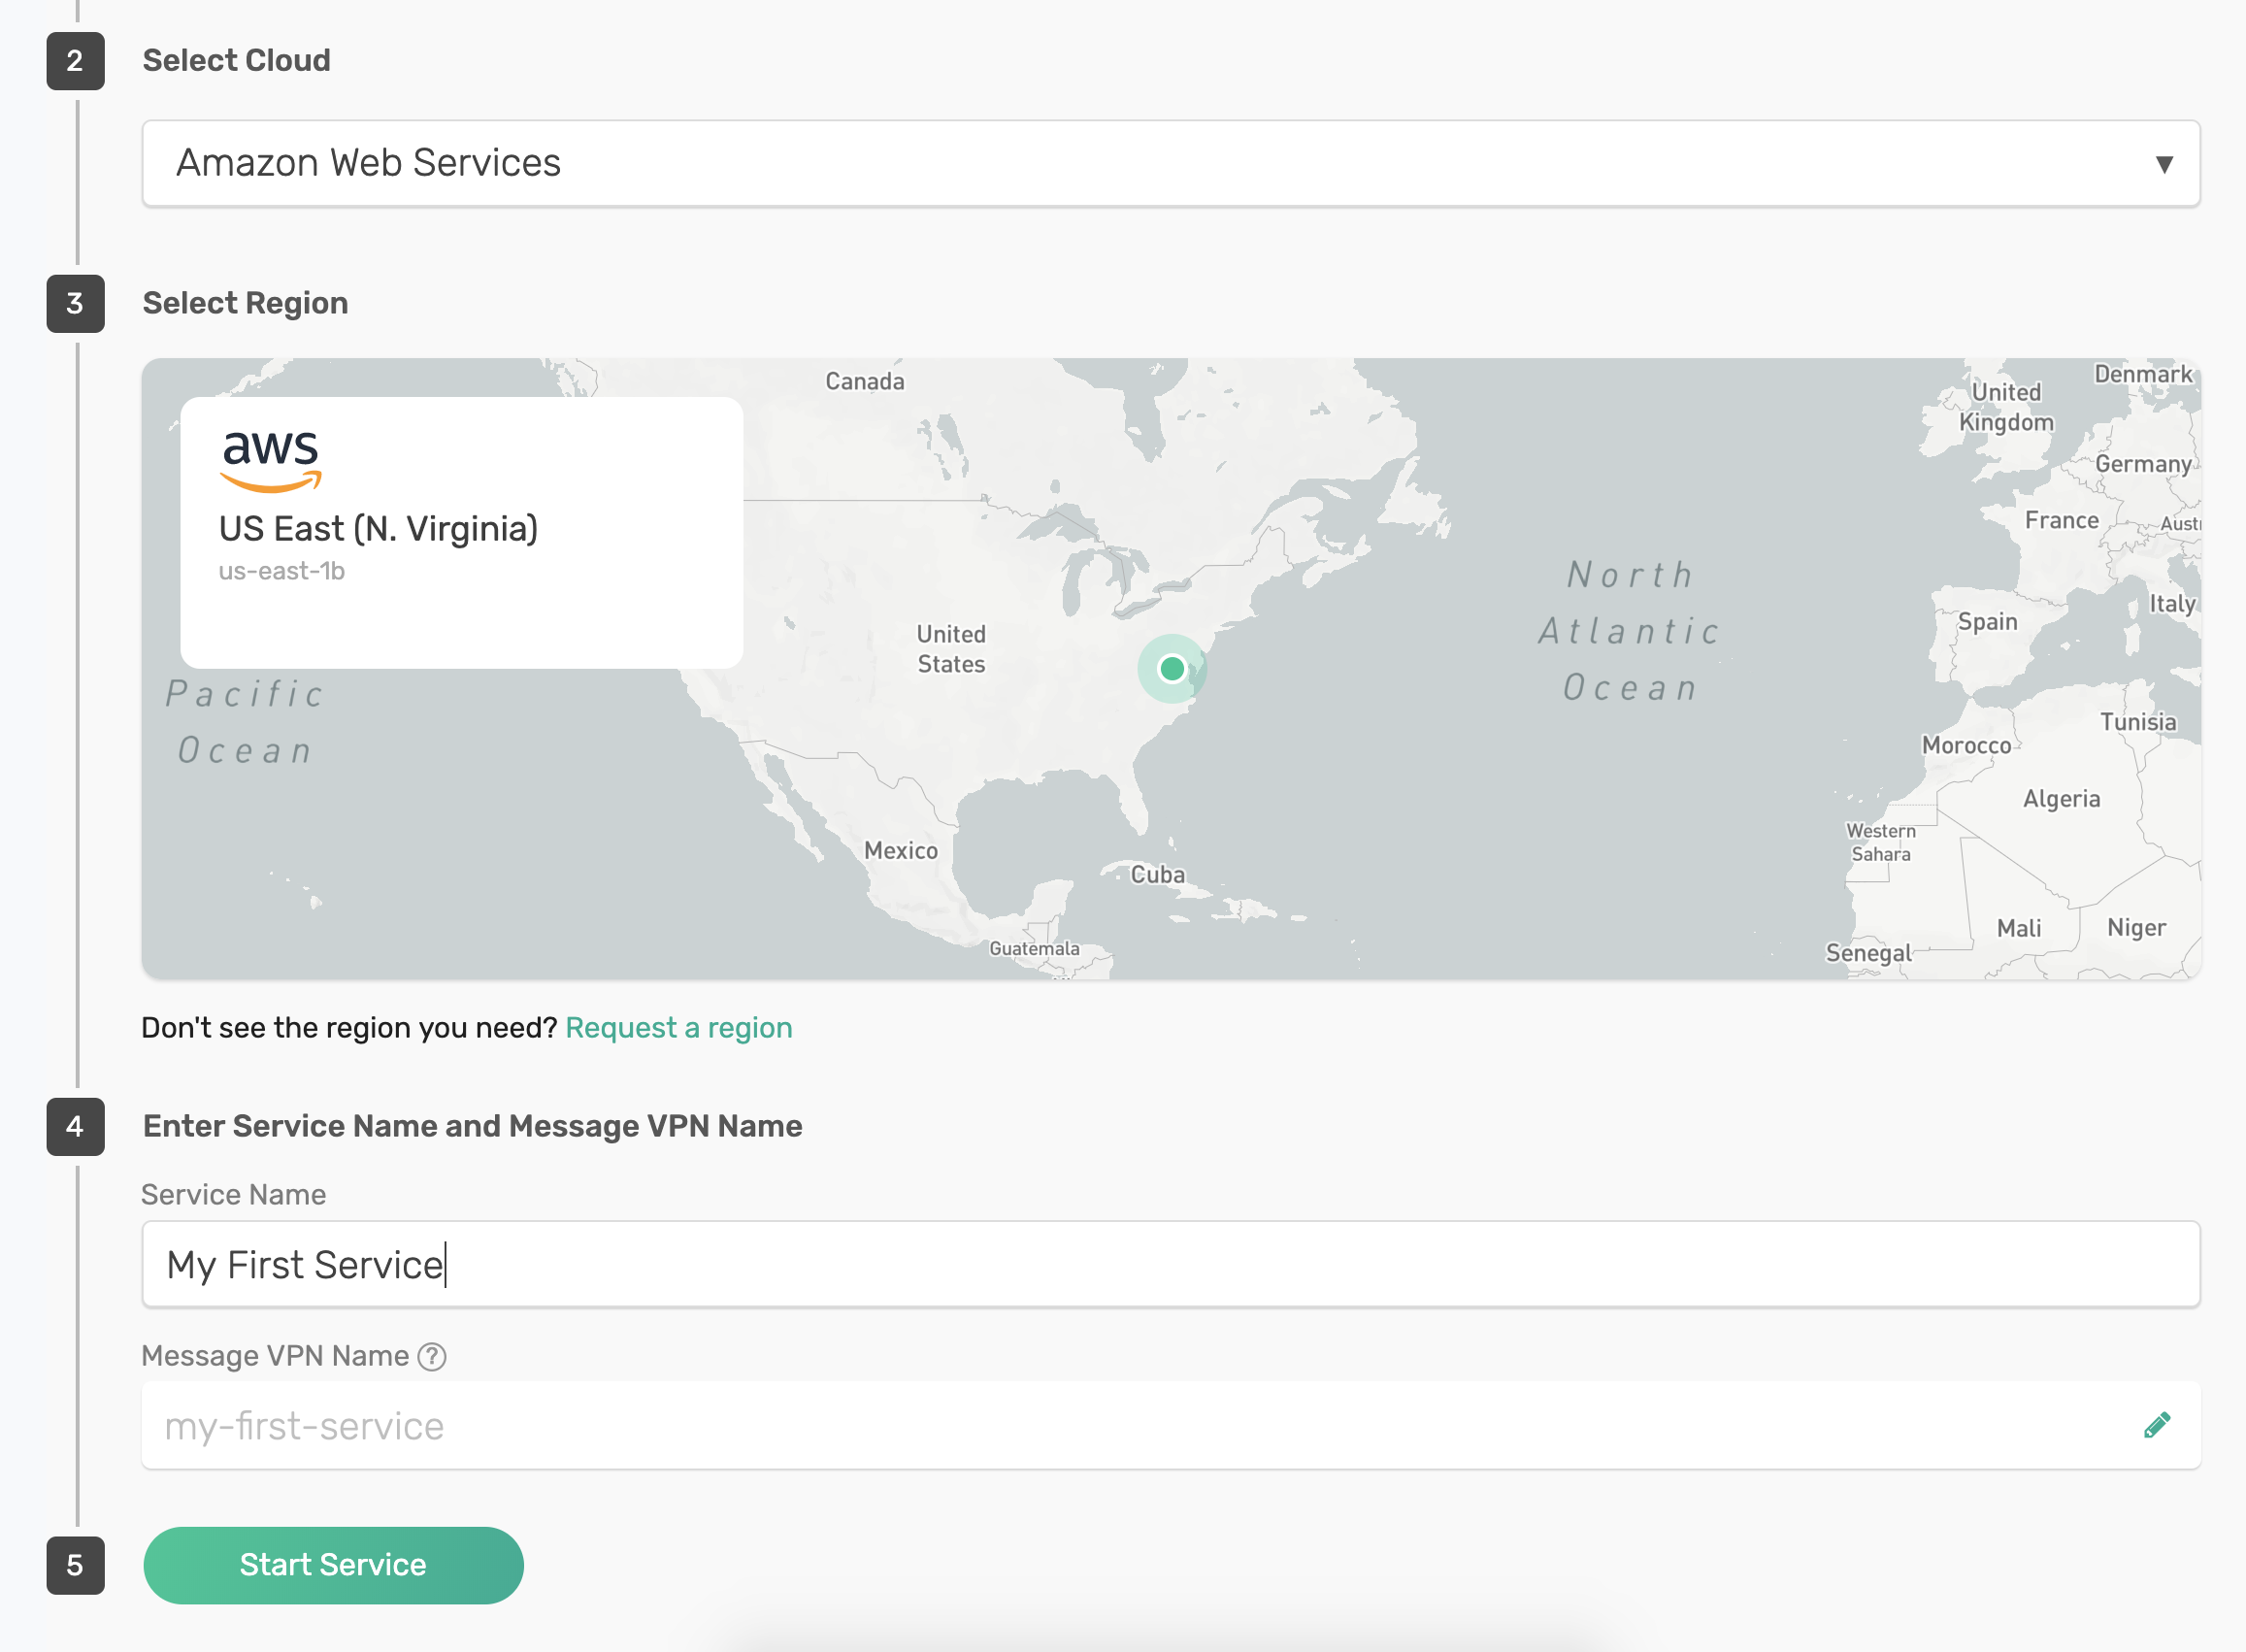 2
Select Cloud
Amazon Web Services
3
Select Region
aws
US East (N. Virginia)
us-east-1b
Canada
United
States
Mexico
Cuba
Guatemala
Pacific
Ocean
North
Atlantic
Ocean
United
Kingdom
Denmark
Germany
France
Spain
Italy
Morocco
Tunisia
Algeria
Western
Sahara
Mali
Niger
Senegal
Don't see the region you need? Request a region
4
Enter Service Name and Message VPN Name
Service Name
My First Service
Message VPN Name ?
my-first-service
5
Start Service